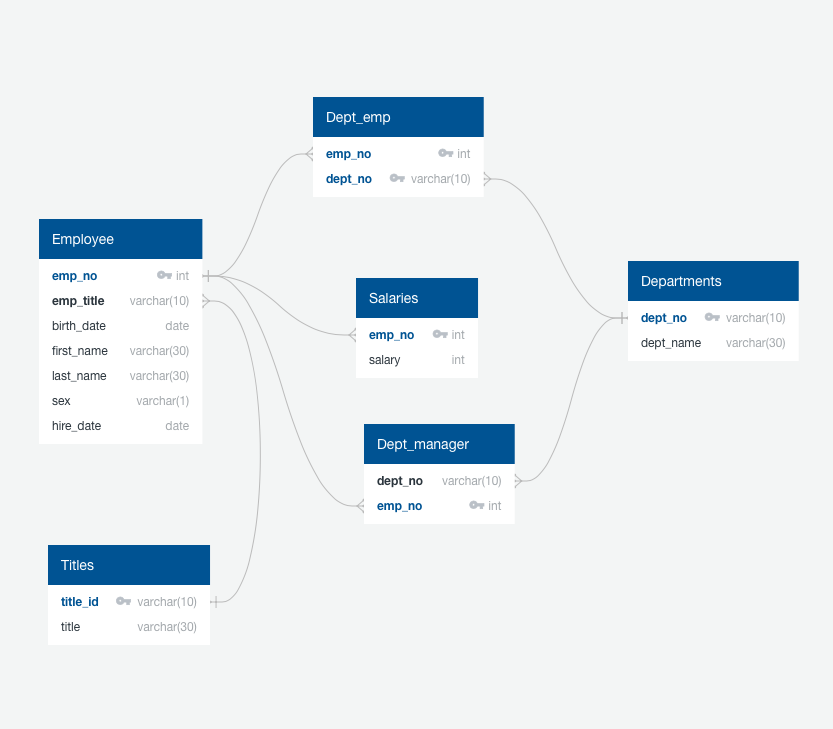 Dept_emp
emp_no int
dept_no varchar(10)
Employee
emp_no int
emp_title varchar(10)
birth_date date
first_name varchar(30)
last_name varchar(30)
sex varchar(1)
hire_date date
Salaries
emp_no int
salary int
Departments
dept_no varchar(10)
dept_name varchar(30)
Dept_manager
dept_no varchar(10)
emp_no int
Titles
title_id varchar(10)
title varchar(30)